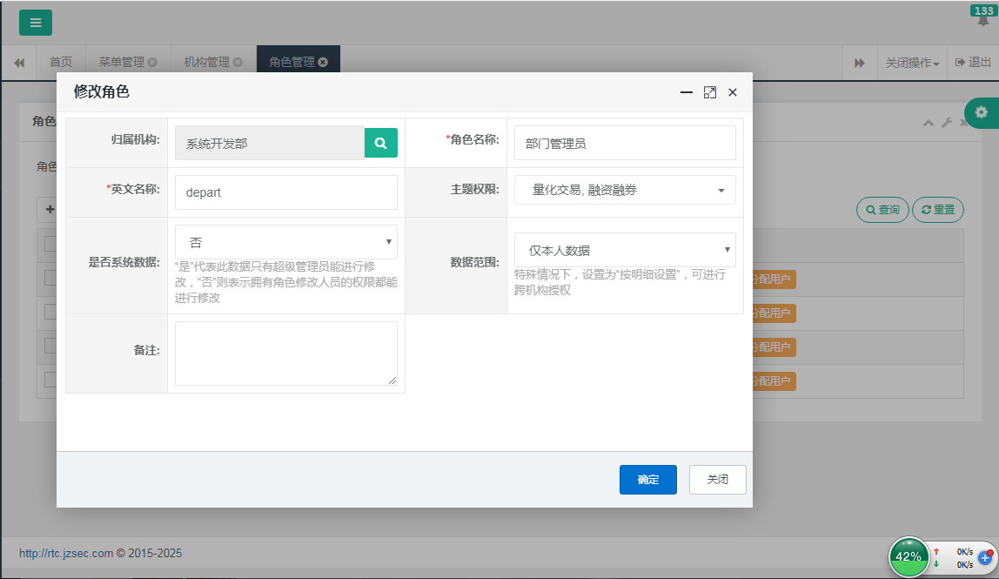 133
首页
菜单管理
机构管理
角色管理
关闭操作
退出
修改角色
角色
归属机构:
系统开发部
*角色名称:
部门管理员
角色
*英文名称:
depart
主题权限:
量化交易, 融资融券
查询
重置
是否系统数据:
否
“是”代表此数据只有超级管理员能进行修
改，“否”则表示拥有角色修改人员的权限都能
进行修改
数据范围:
仅本人数据
特殊情况下，设置为“按明细设置”，可进行
跨机构授权
分配用户
分配用户
分配用户
分配用户
备注:
确定
关闭
http://rtc.jzsec.com © 2015-2025
42%
0K/s
0K/s